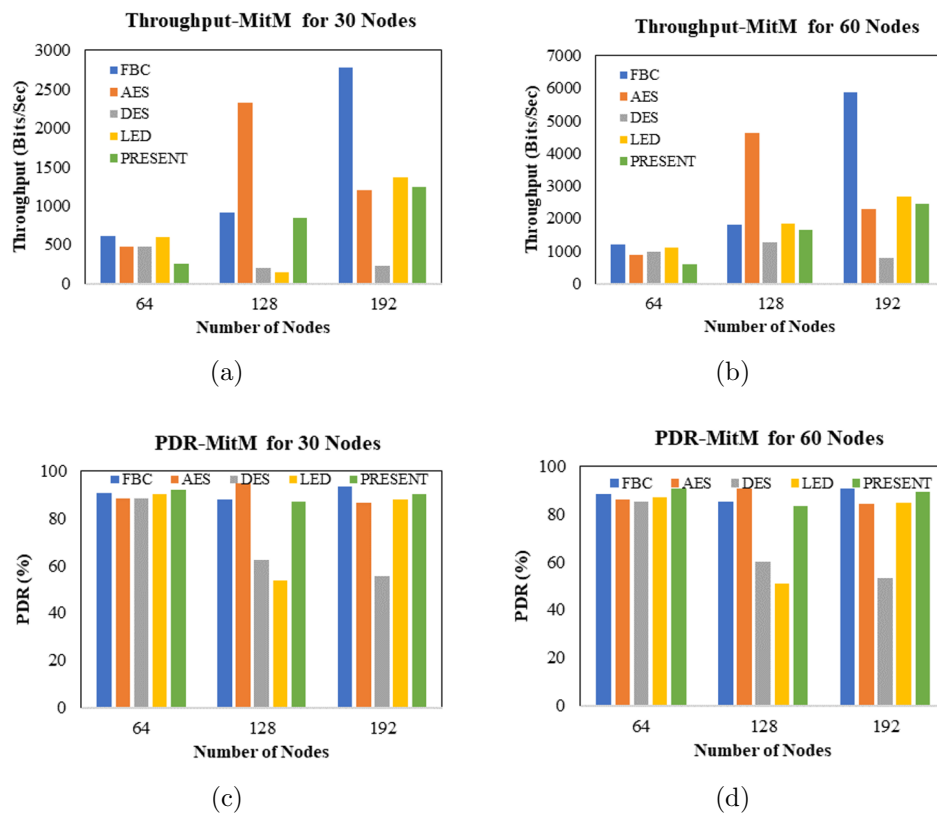 Throughput-MitM for 30 Nodes
Throughput (Bits/Sec)
3000
2500
2000
1500
1000
500
0
FBC
AES
DES
LED
PRESENT
64 128 192
Number of Nodes
(a)
Throughput-MitM for 60 Nodes
Throughput (Bits/Sec)
7000
6000
5000
4000
3000
2000
1000
0
FBC
AES
DES
LED
PRESENT
64 128 192
Number of Nodes
(b)
PDR-MitM for 30 Nodes
PDR (%)
FBC AES DES LED PRESENT
100
80
60
40
20
0
64 128 192
Number of Nodes
(c)
PDR-MitM for 60 Nodes
PDR (%)
FBC AES DES LED PRESENT
100
80
60
40
20
0
64 128 192
Number of Nodes
(d)